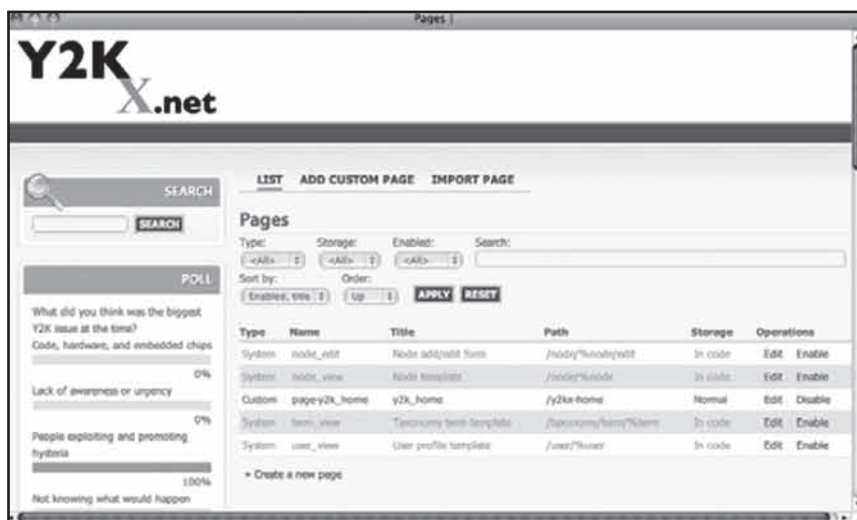 Pages |
Y2K
X.net
SEARCH
SEARCH
POLL
What did you think was the biggest
Y2K issue at the time?
Code, hardware, and embedded chips
0%
Lack of awareness or urgency
0%
People exploiting and promoting
hysteria
100%
Not knowing what would happen
LIST ADD CUSTOM PAGE IMPORT PAGE
Pages
Type: Storage: Enabled: Search:
<All> <All> <All>
Sort by: Order:
Enabled, title Up APPLY RESET
Type Name Title Path Storage Operations
System node_edit Node add/edit form /node/%node/edit In code Edit Enable
System node_view Node template /node/%node In code Edit Enable
Custom page-y2k_home y2k_home /y2kx-home Normal Edit Disable
System term_view Taxonomy term template /taxonomy/term/%term In code Edit Enable
System user_view User profile template /user/%user In code Edit Enable
» Create a new page